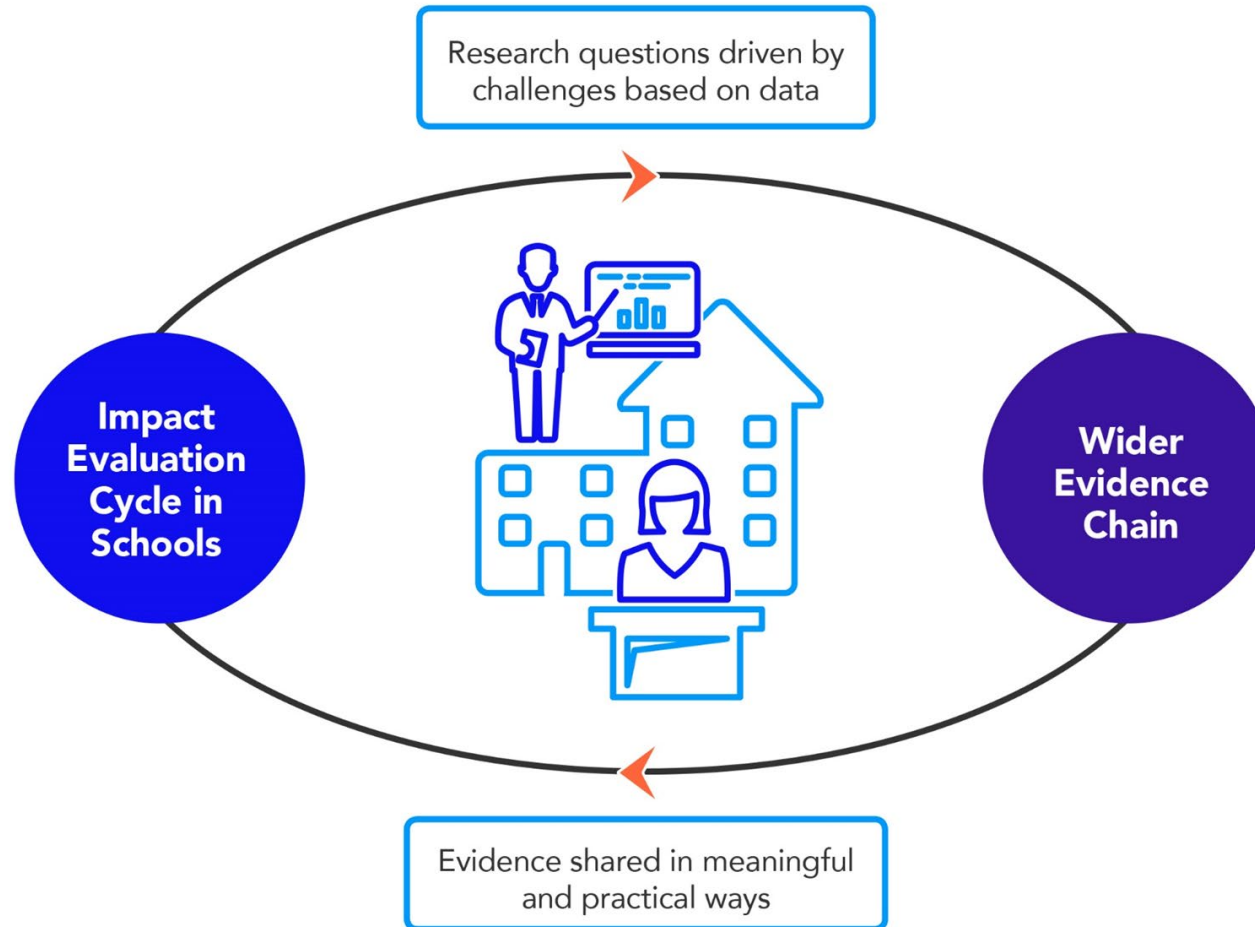 Research questions driven by
challenges based on data
Impact
Evaluation
Cycle in
Schools
Wider
Evidence
Chain
Evidence shared in meaningful
and practical ways